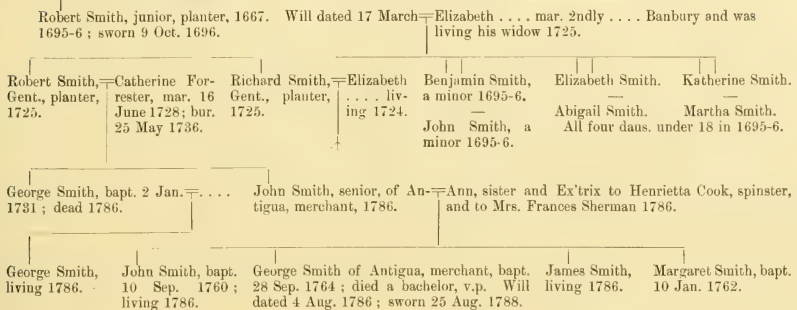 Robert Smith, junior, planter, 1667. Will dated 17 March 1695-6 ; sworn 9 Oct. 1696.
Elizabeth . . . . mar. 2ndly . . . . Banbury and was living his widow 1725.
Robert Smith,
Gent., planter,
1725.
Catherine For-
rester, mar. 16
June 1728; bur.
25 May 1736.
Richard Smith,
Gent., planter,
1725.
Elizabeth
. . . . liv-
ing 1724.
Benjamin Smith,
a minor 1695-6.
—
John Smith, a
minor 1695-6.
Elizabeth Smith.
—
Abigail Smith.
Katherine Smith.
—
Martha Smith.
All four daus. under 18 in 1695-6.
George Smith, bapt. 2 Jan.
1731 ; dead 1786.
. . . .
John Smith, senior, of An-
tigua, merchant, 1786.
Ann, sister and Ex'trix to Henrietta Cook, spinster,
and to Mrs. Frances Sherman 1786.
George Smith,
living 1786.
John Smith, bapt.
10 Sep. 1760 ;
living 1786.
George Smith of Antigua, merchant, bapt.
28 Sep. 1764 ; died a bachelor, v.p. Will
dated 4 Aug. 1786 ; sworn 25 Aug. 1788.
James Smith,
living 1786.
Margaret Smith, bapt.
10 Jan. 1762.